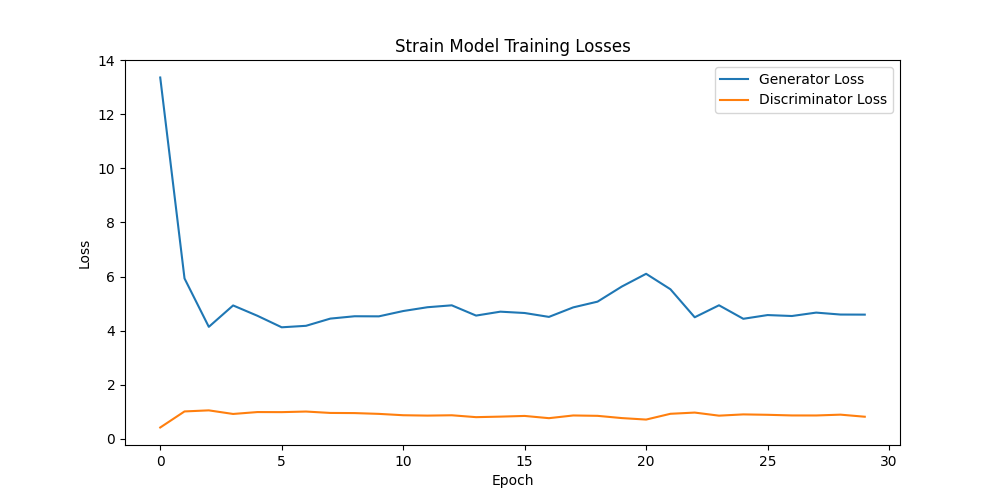 Strain Model Training Losses
Generator Loss
Discriminator Loss
14
12
10
8
6
4
2
0
Loss
0 5 10 15 20 25 30
Epoch